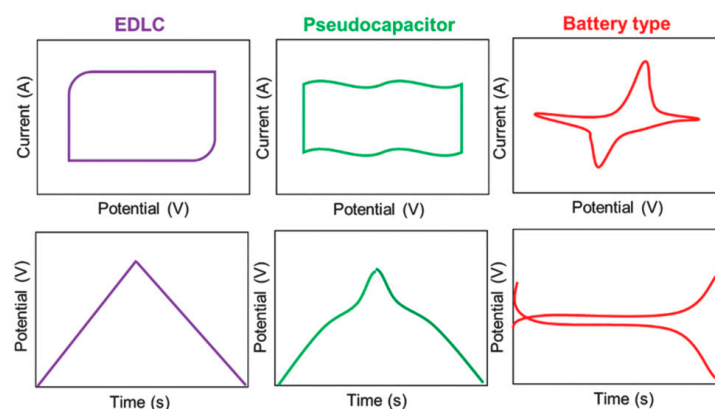 EDLC
Pseudocapacitor
Battery type
Current (A)
Current (A)
Current (A)
Potential (V)
Potential (V)
Potential (V)
Potential (V)
Potential (V)
Potential (V)
Time (s)
Time (s)
Time (s)